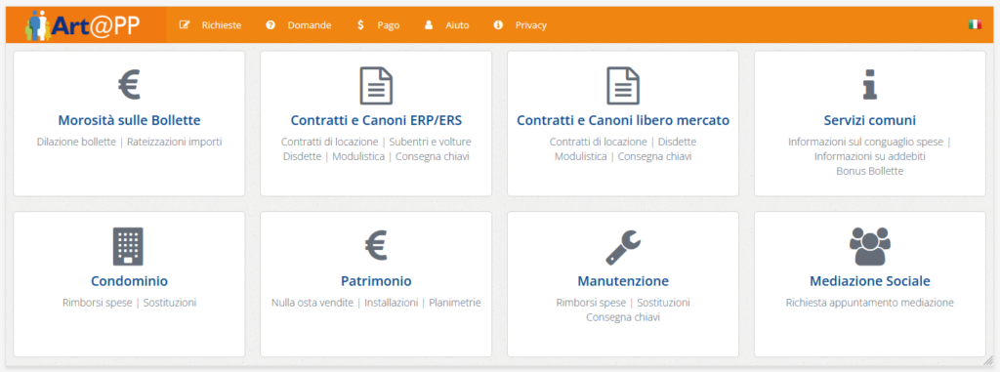 Art@PP Richieste Domande Pago Aiuto Privacy
Morosità sulle Bollette
Dilazione bollette | Rateizzazioni importi
Contratti e Canoni ERP/ERS
Contratti di locazione | Subentri e volture
Disdette | Modulistica | Consegna chiavi
Contratti e Canoni libero mercato
Contratti di locazione | Disdette
Modulistica | Consegna chiavi
Servizi comuni
Informazioni sul conguaglio spese |
Informazioni su addebiti
Bonus Bollette
Condominio
Rimborsi spese | Sostituzioni
Patrimonio
Nulla osta vendite | Installazioni | Planimetrie
Manutenzione
Rimborsi spese | Sostituzioni
Consegna chiavi
Mediazione Sociale
Richiesta appuntamento mediazione